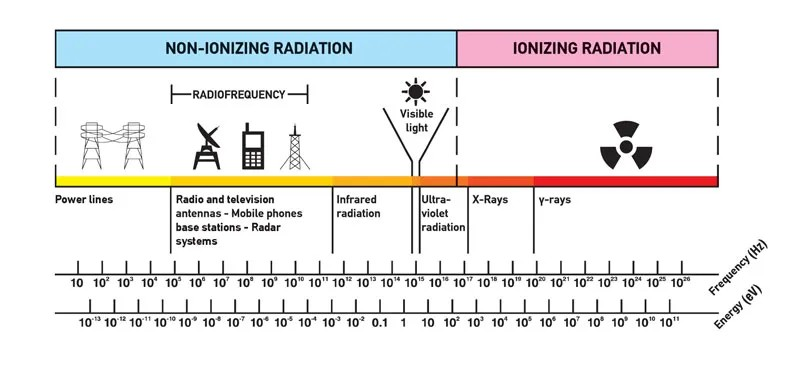 NON-IONIZING RADIATION
IONIZING RADIATION
RADIOFREQUENCY
Visible
light
Power lines
Radio and television
antennas - Mobile phones
base stations - Radar
systems
Infrared
radiation
Ultra-
violet
radiation
X-Rays
γ-rays
10 10² 10³ 10⁴ 10⁵ 10⁶ 10⁷ 10⁸ 10⁹ 10¹⁰ 10¹¹ 10¹² 10¹³ 10¹⁴ 10¹⁵ 10¹⁶ 10¹⁷ 10¹⁸ 10¹⁹ 10²⁰ 10²¹ 10²² 10²³ 10²⁴ 10²⁵ 10²⁶
Frequency (Hz)
10⁻¹³ 10⁻¹² 10⁻¹¹ 10⁻¹⁰ 10⁻⁹ 10⁻⁸ 10⁻⁷ 10⁻⁶ 10⁻⁵ 10⁻⁴ 10⁻³ 10⁻² 0.1 1 10 10² 10³ 10⁴ 10⁵ 10⁶ 10⁷ 10⁸ 10⁹ 10¹⁰ 10¹¹
Energy (eV)